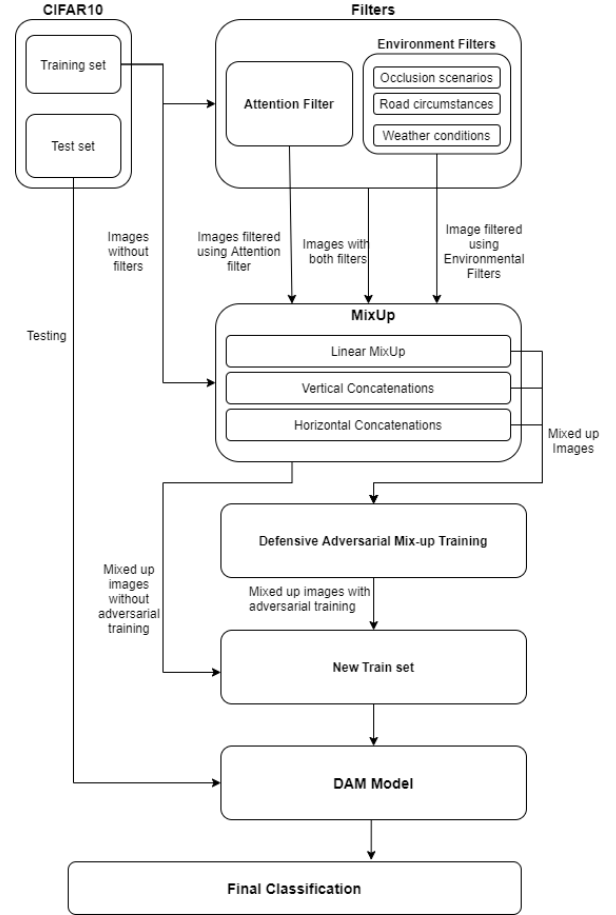 CIFAR10
Training set
Test set
Filters
Attention Filter
Environment Filters
Occlusion scenarios
Road circumstances
Weather conditions
Images
without
filters
Images filtered
using Attention
filter
Images with
both filters
Image filtered
using
Environmental
Filters
Testing
MixUp
Linear MixUp
Vertical Concatenations
Horizontal Concatenations
Mixed up
Images
Defensive Adversarial Mix-up Training
Mixed up
images
without
adversarial
training
Mixed up images with
adversarial training
New Train set
DAM Model
Final Classification